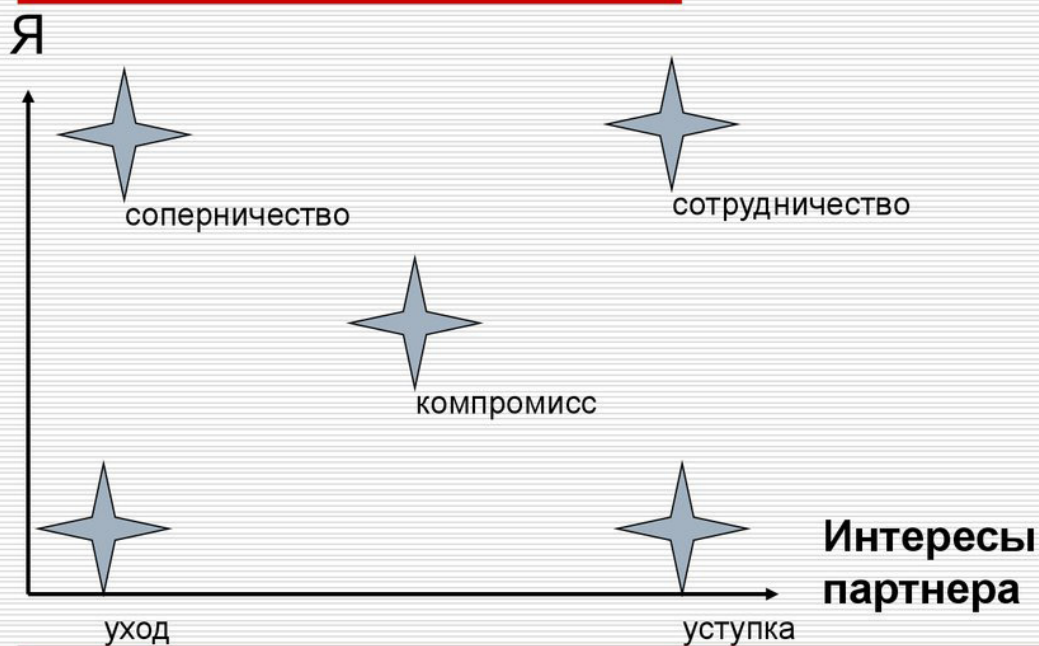 Я
соперничество
сотрудничество
компромисс
Интересы
партнера
уход
уступка